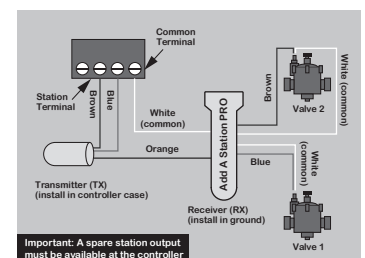 Common
Terminal
Station
Terminal
Brown
Blue
White
(common)
Orange
Transmitter (TX)
(install in controller case)
Add A Station PRO
Receiver (RX)
(install in ground)
Brown
White (common)
Valve 2
Blue
White
(common)
Valve 1
Important: A spare station output
must be available at the controller